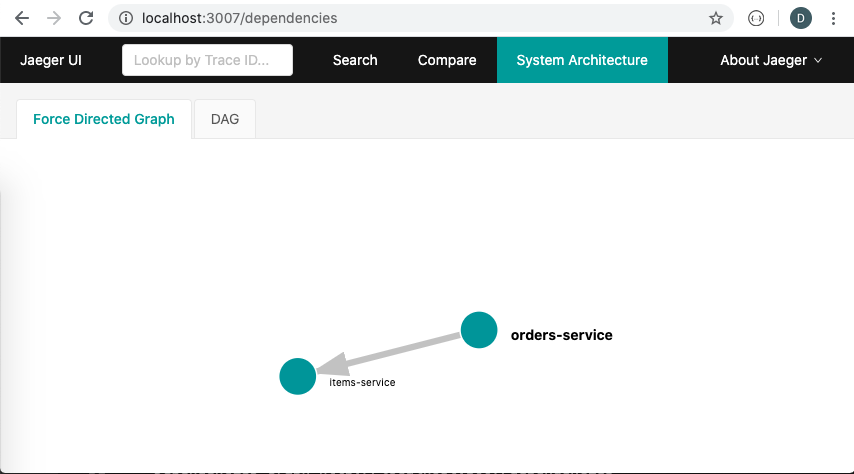 localhost:3007/dependencies
D
Jaeger UI
Lookup by Trace ID...
Search
Compare
System Architecture
About Jaeger
Force Directed Graph
DAG
orders-service
items-service